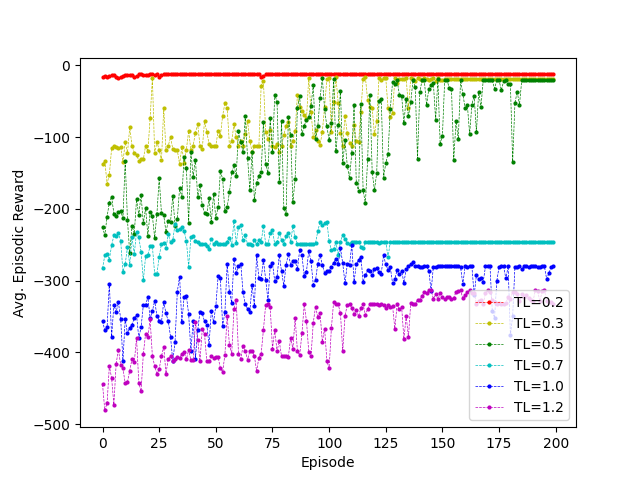 0
−100
−200
−300
−400
−500
Avg. Episodic Reward
0
25
50
75
100
125
150
175
200
Episode
TL=0.2
TL=0.3
TL=0.5
TL=0.7
TL=1.0
TL=1.2